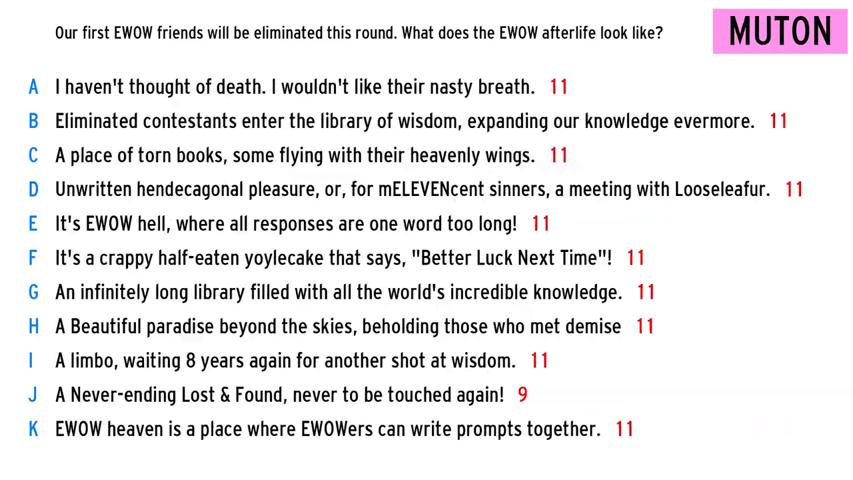 Our first EWOW friends will be eliminated this round. What does the EWOW afterlife look like?
MUTON
A I haven't thought of death. I wouldn't like their nasty breath. 11
B Eliminated contestants enter the library of wisdom, expanding our knowledge evermore. 11
C A place of torn books, some flying with their heavenly wings. 11
D Unwritten hendecagonal pleasure, or, for mELEVENcent sinners, a meeting with Looseleafur. 11
E It's EWOW hell, where all responses are one word too long! 11
F It's a crappy half-eaten yoylecake that says, "Better Luck Next Time"! 11
G An infinitely long library filled with all the world's incredible knowledge. 11
H A Beautiful paradise beyond the skies, beholding those who met demise 11
I A limbo, waiting 8 years again for another shot at wisdom. 11
J A Never-ending Lost & Found, never to be touched again! 9
K EWOW heaven is a place where EWOWers can write prompts together. 11